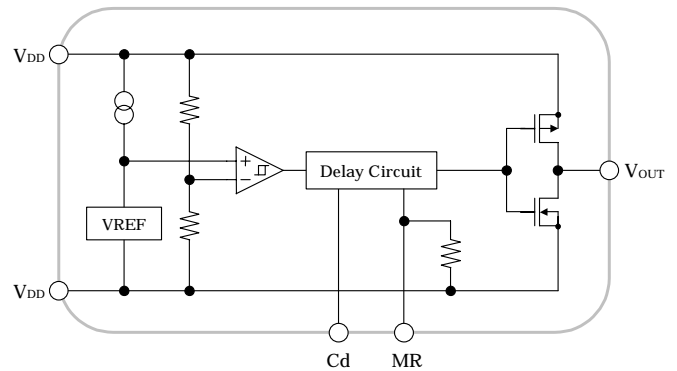 VDD
+
−
Delay Circuit
VOUT
VREF
VDD
Cd
MR